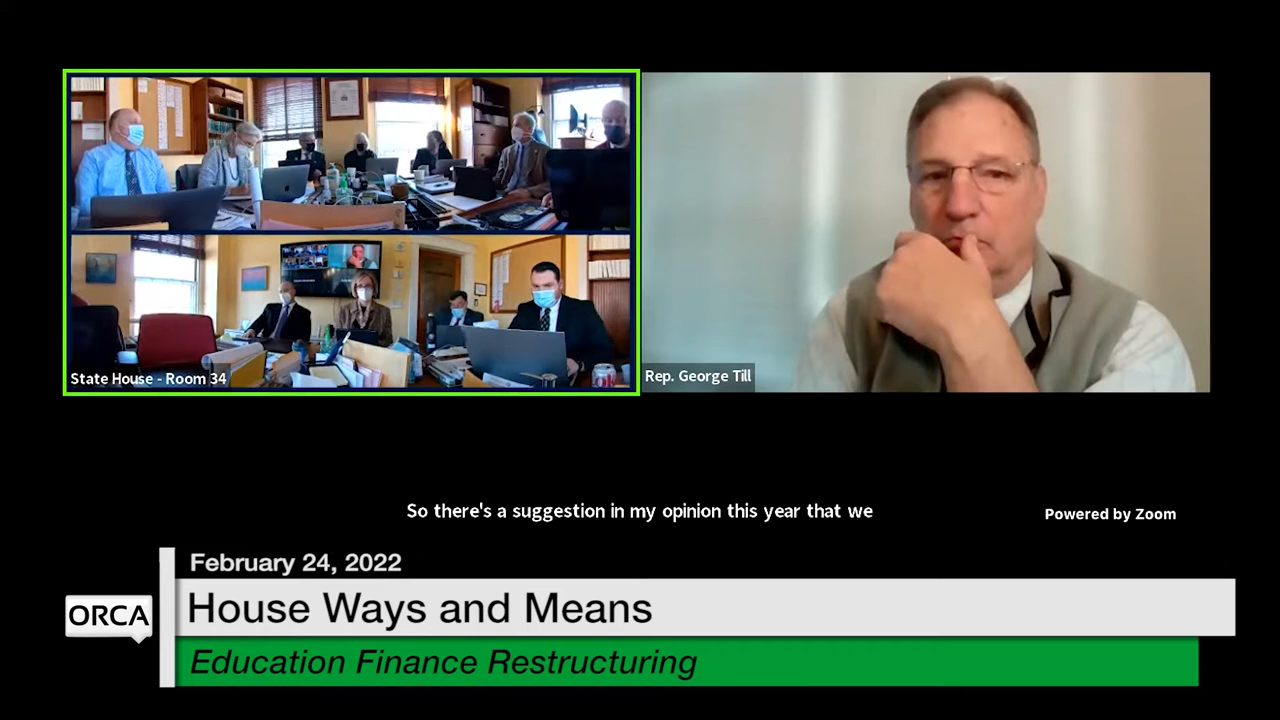 State House - Room 34
Rep. George Till
So there's a suggestion in my opinion this year that we
Powered by Zoom
February 24, 2022
ORCA
House Ways and Means
Education Finance Restructuring